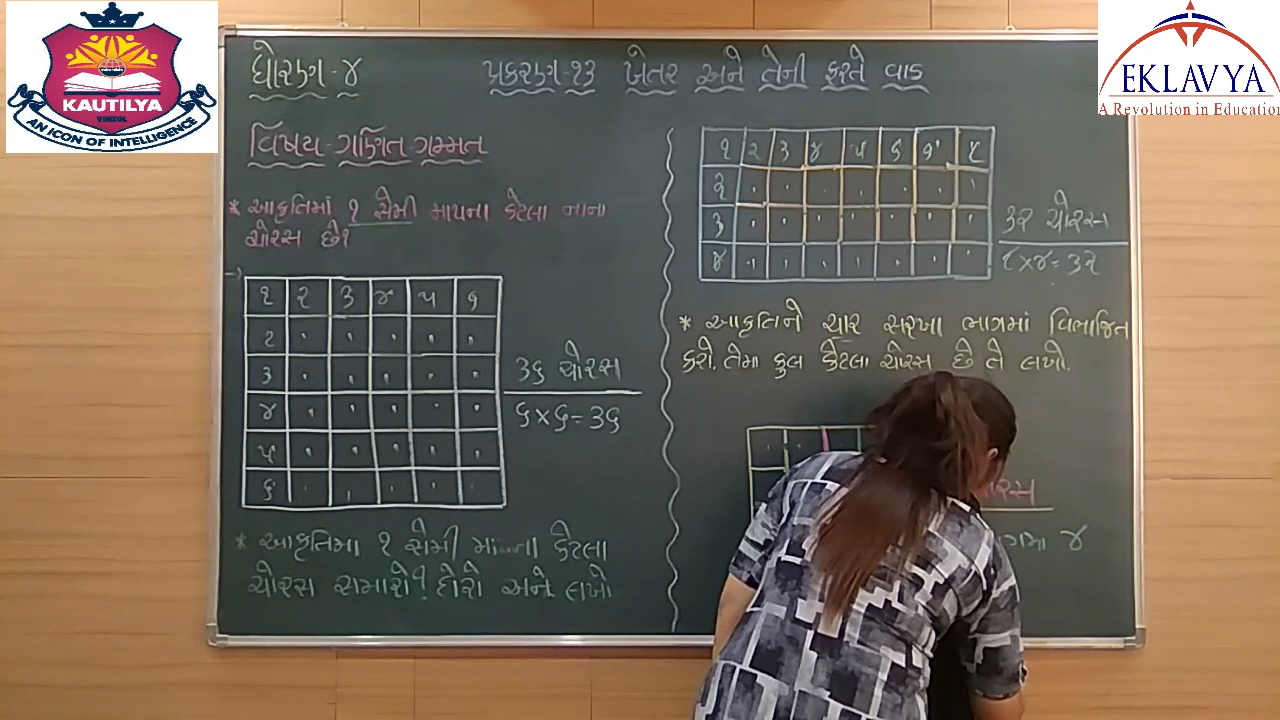 KAUTILYA
VINZOL
AN ICON OF INTELLIGENCE
EKLAVYA
A Revolution in Education
ધોરણ-૪
પ્રકરણ-૧૩ ખેતર અને તેની ફરતે વાડ
વિષય-ગણિત-ગમ્મત
* આકૃતિમાં ૧ સેમી માપના કેટલા નાના
ચોરસ છે?
૧ ૨ ૩ ૪ ૫ ૬
૨
૩
૪
૫
૬
૩૬ ચોરસ
૬×૬=૩૬
* આકૃતિમા ૧ સેમી કેટલા
ચોરસ સમાશે? દોરો અને લખો
૧ ૨ ૩ ૪ ૫ ૬ ૭ ૮
૨
૩
૪
૩૨ ચોરસ
૮×૪=૩૨
* આકૃતિને ચાર સરખા ભાગમાં વિભાજિત
કરો. તેમા કુલ કેટલા ચોરસ છે તે લખો.
૪